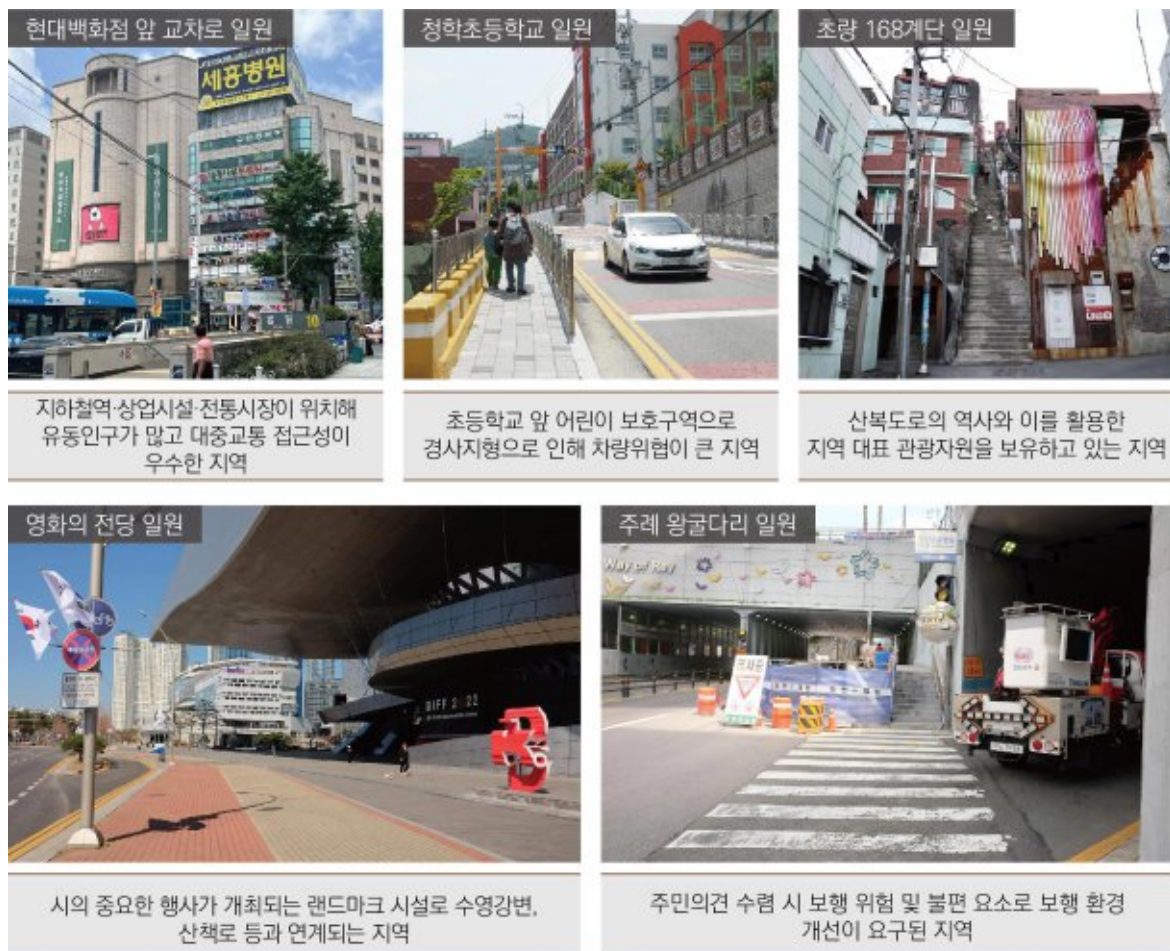 현대백화점 앞 교차로 일원
세흥병원
10
지하철역·상업시설·전통시장이 위치해
유동인구가 많고 대중교통 접근성이
우수한 지역
청학초등학교 일원
초등학교 앞 어린이 보호구역으로
경사지형으로 인해 차량위협이 큰 지역
초량 168계단 일원
산복도로의 역사와 이를 활용한
지역 대표 관광자원을 보유하고 있는 지역
영화의 전당 일원
BIFF 2022
시의 중요한 행사가 개최되는 랜드마크 시설로 수영강변,
산책로 등과 연계되는 지역
주례 왕굴다리 일원
Way of Ray
공사중
주민의견 수렴 시 보행 위험 및 불편 요소로 보행 환경
개선이 요구된 지역